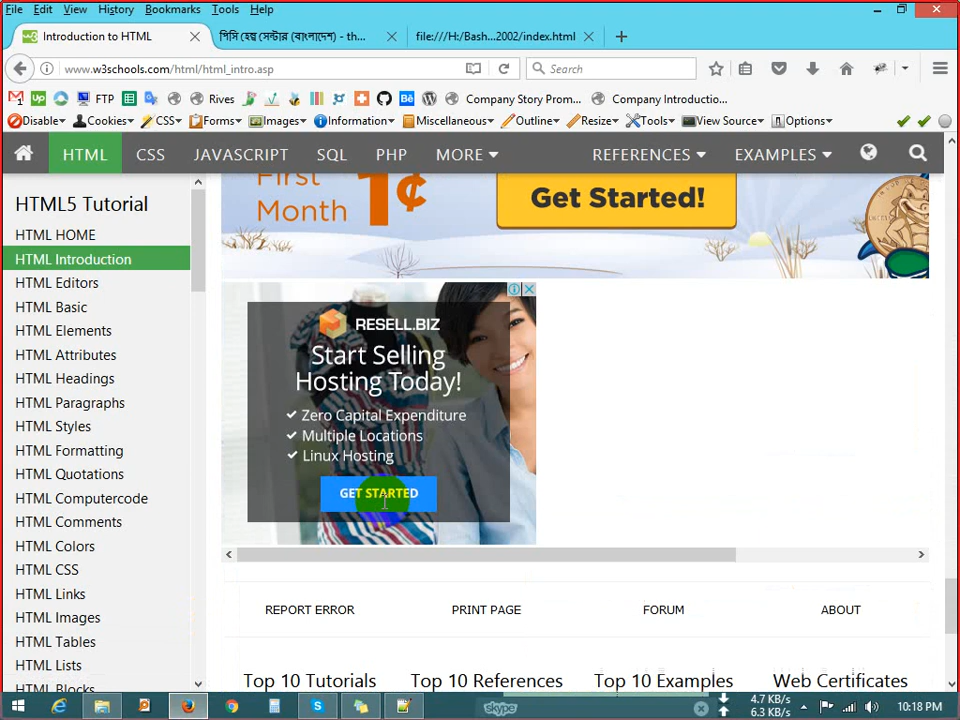 File Edit View History Bookmarks Tools Help
Introduction to HTML
পিসি হেল্প সেন্টার (বাংলাদেশ) - th...
file:///H:/Bash...2002/index.html
www.w3schools.com/html/html_intro.asp
Search
FTP Rives Company Story Prom... Company Introductio...
Disable Cookies CSS Forms Images Information Miscellaneous Outline Resize Tools View Source Options
HTML CSS JAVASCRIPT SQL PHP MORE REFERENCES EXAMPLES
HTML5 Tutorial
HTML HOME
HTML Introduction
HTML Editors
HTML Basic
HTML Elements
HTML Attributes
HTML Headings
HTML Paragraphs
HTML Styles
HTML Formatting
HTML Quotations
HTML Computercode
HTML Comments
HTML Colors
HTML CSS
HTML Links
HTML Images
HTML Tables
HTML Lists
HTML Blocks
First
Month
1¢
Get Started!
RESELL.BIZ
Start Selling
Hosting Today!
Zero Capital Expenditure
Multiple Locations
Linux Hosting
GET STARTED
REPORT ERROR PRINT PAGE FORUM ABOUT
Top 10 Tutorials Top 10 References Top 10 Examples Web Certificates
skype
4.7 KB/s
6.3 KB/s
10:18 PM